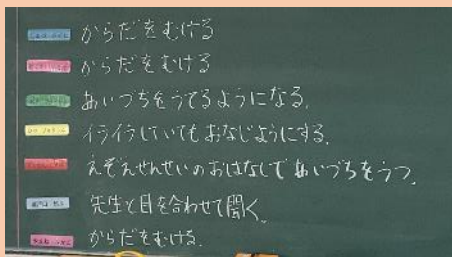 からだをむける
からだをむける
あいづちをうてるようになる。
イライラしていてもおなじようにする。
えぞえせんせいのおはなしであいづちをうつ。
先生と目を合わせて聞く。
からだをむける。